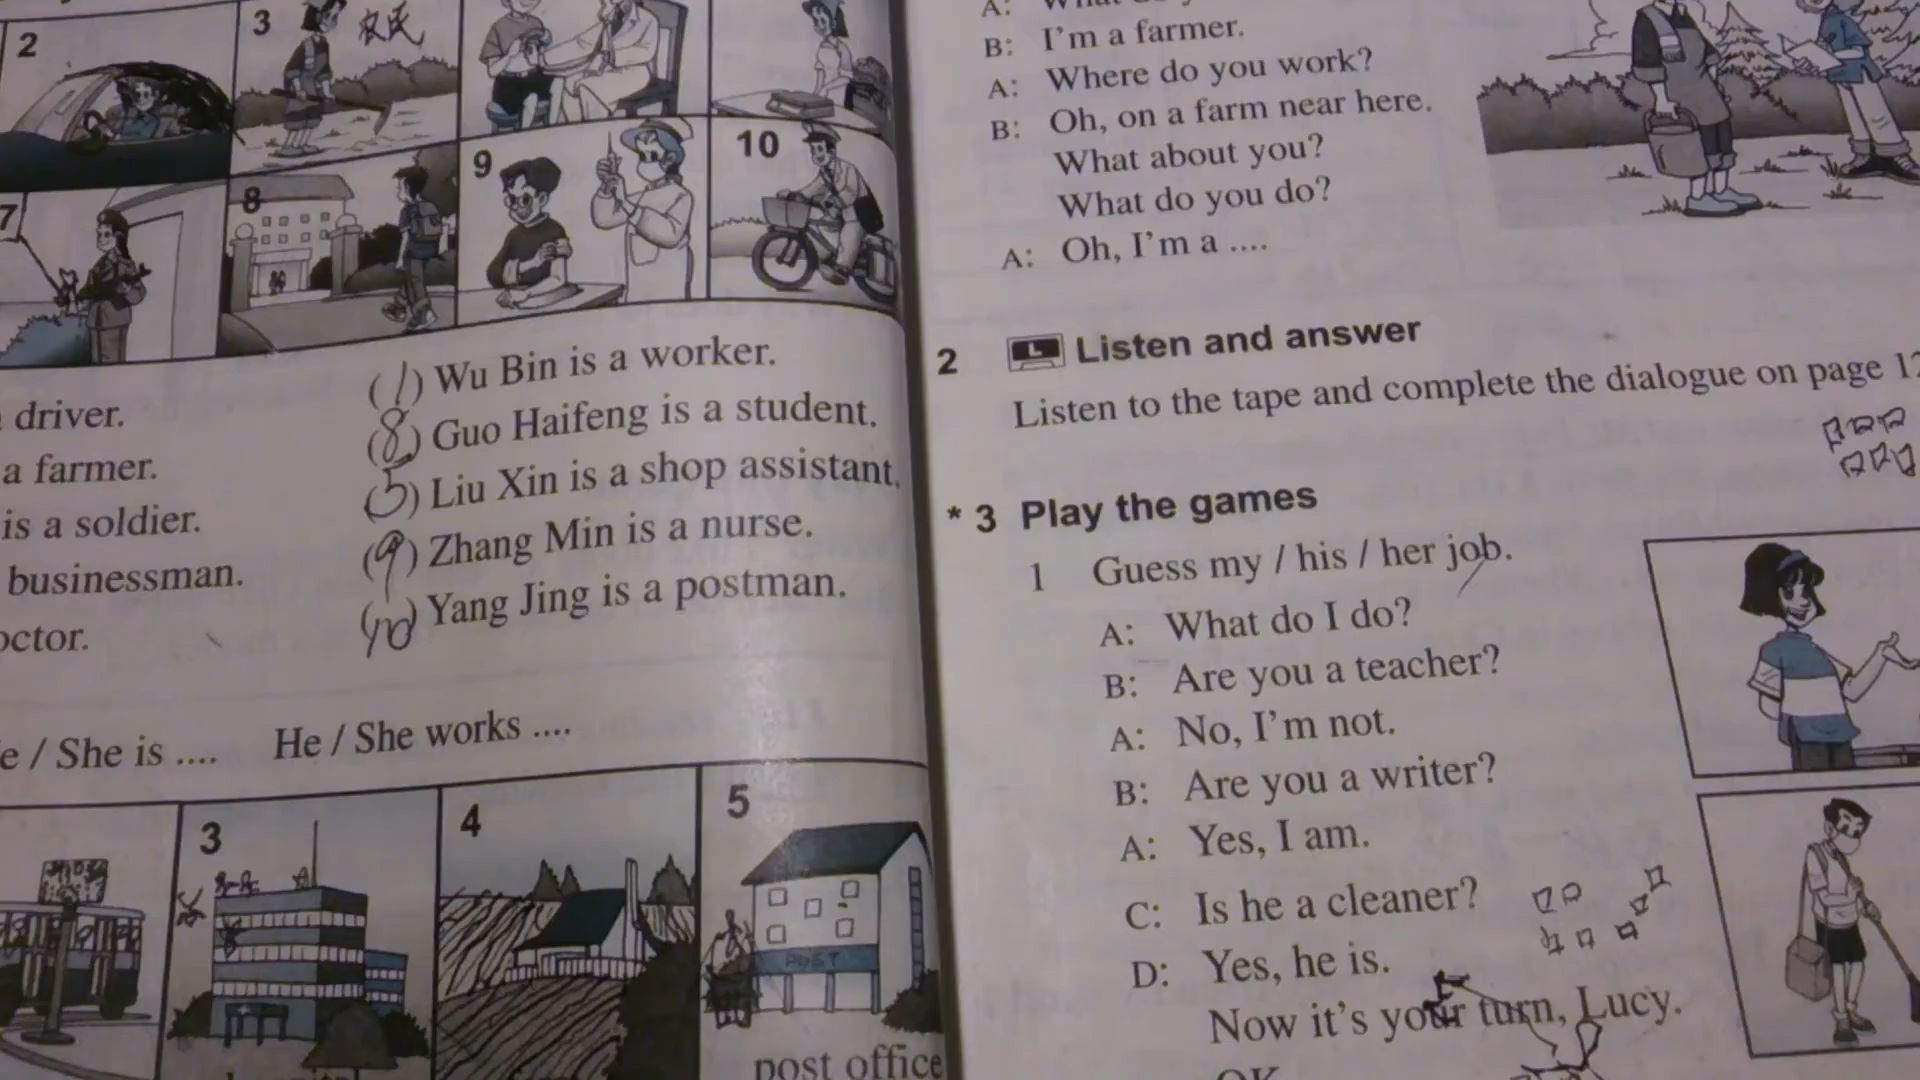 2
3
农民
7
8
9
10
driver.
a farmer.
is a soldier.
businessman.
(1) Wu Bin is a worker.
(8) Guo Haifeng is a student.
(5) Liu Xin is a shop assistant.
(9) Zhang Min is a nurse.
(10) Yang Jing is a postman.
/ She is .... He / She works ....
3
4
5
POST
post office
A:
B: I'm a farmer.
A: Where do you work?
B: Oh, on a farm near here.
What about you?
What do you do?
A: Oh, I'm a ....
2 Listen and answer
Listen to the tape and complete the dialogue on page
* 3 Play the games
1 Guess my / his / her job.
A: What do I do?
B: Are you a teacher?
A: No, I'm not.
B: Are you a writer?
A: Yes, I am.
C: Is he a cleaner?
D: Yes, he is.
Now it's your turn, Lucy.
OK